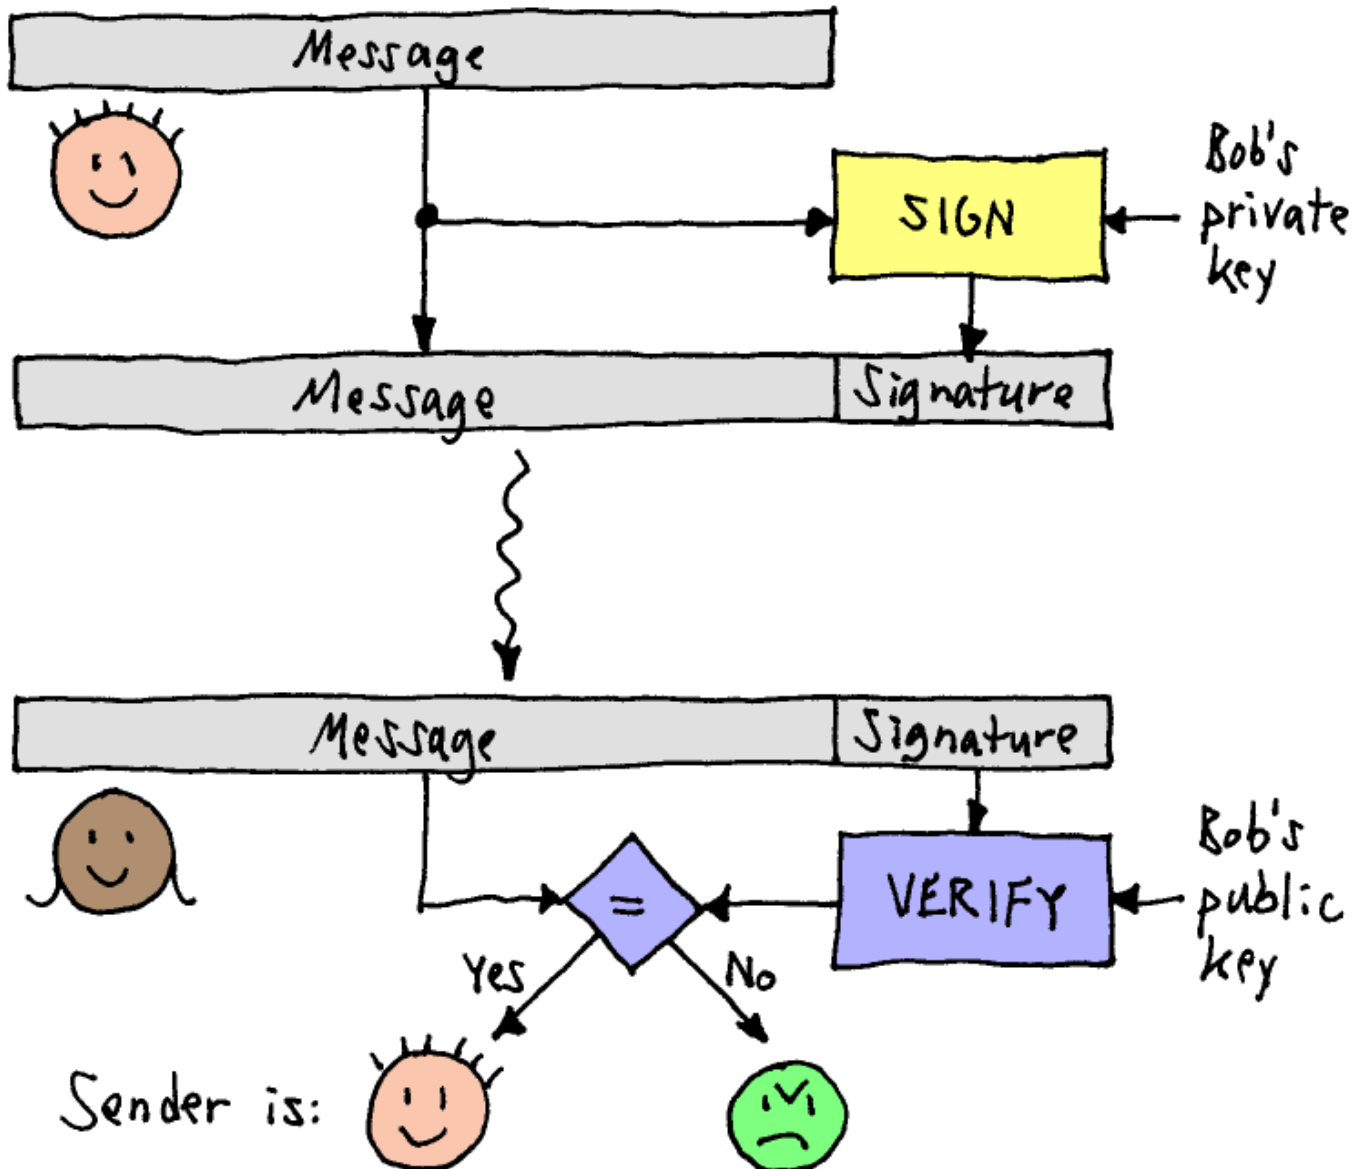 Message
SIGN
Bob's
private
key
Message
Signature
Message
Signature
=
VERIFY
Bob's
public
key
Yes
No
Sender is: